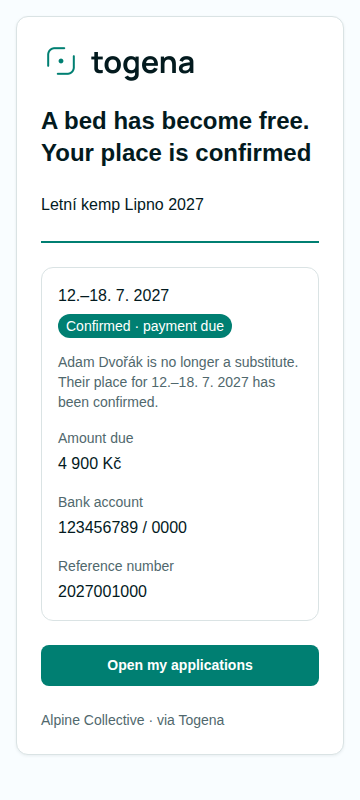 togena
A bed has become free.
Your place is confirmed
Letní kemp Lipno 2027
12.–18. 7. 2027
Confirmed · payment due
Adam Dvořák is no longer a substitute.
Their place for 12.–18. 7. 2027 has
been confirmed.
Amount due
4 900 Kč
Bank account
123456789 / 0000
Reference number
2027001000
Open my applications
Alpine Collective · via Togena